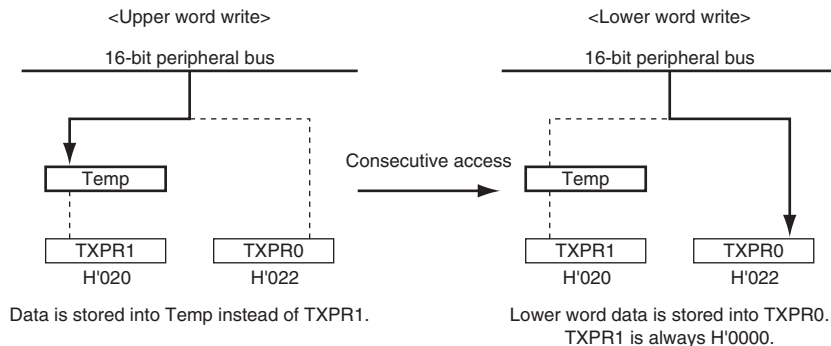 <Upper word write>
16-bit peripheral bus
Temp
TXPR1
TXPR0
H'020
H'022
Data is stored into Temp instead of TXPR1.
Consecutive access
<Lower word write>
16-bit peripheral bus
Temp
TXPR1
TXPR0
H'020
H'022
Lower word data is stored into TXPR0.
TXPR1 is always H'0000.